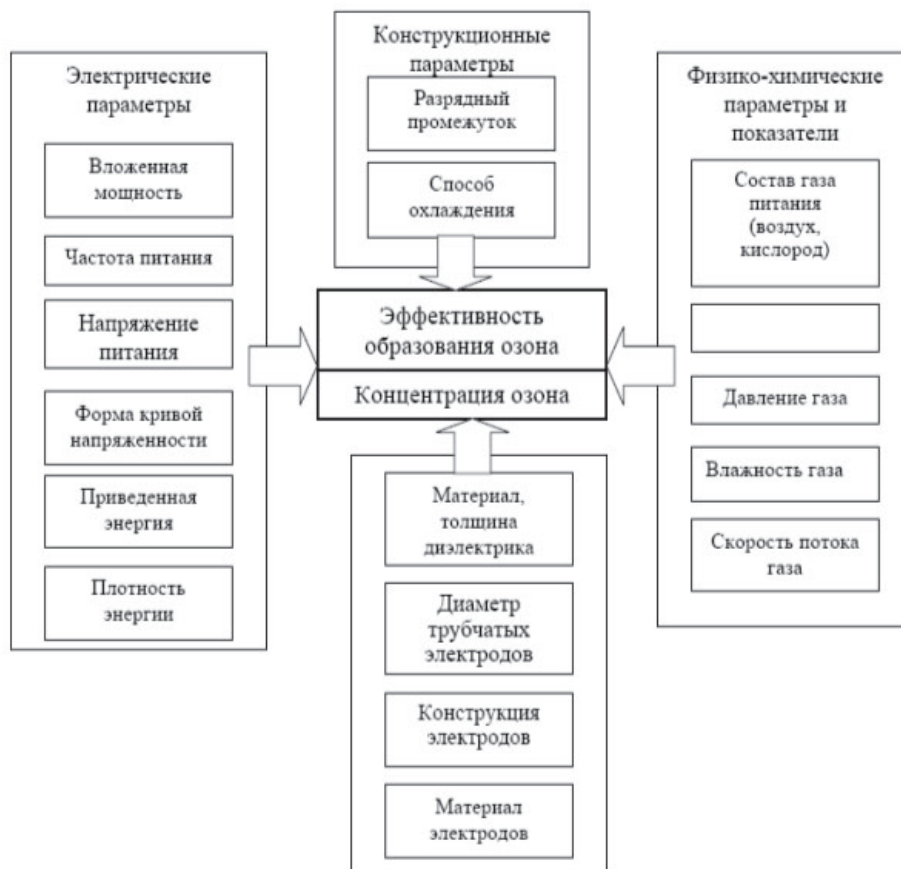 Электрические
параметры
Вложенная
мощность
Частота питания
Напряжение
питания
Форма кривой
напряженности
Приведенная
энергия
Плотность
энергии
Конструкционные
параметры
Разрядный
промежуток
Способ
охлаждения
Эффективность
образования озона
Концентрация озона
Материал,
толщина
диэлектрика
Диаметр
трубчатых
электродов
Конструкция
электродов
Материал
электродов
Физико-химические
параметры и
показатели
Состав газа
питания
(воздух,
кислород)
Давление газа
Влажность газа
Скорость потока
газа